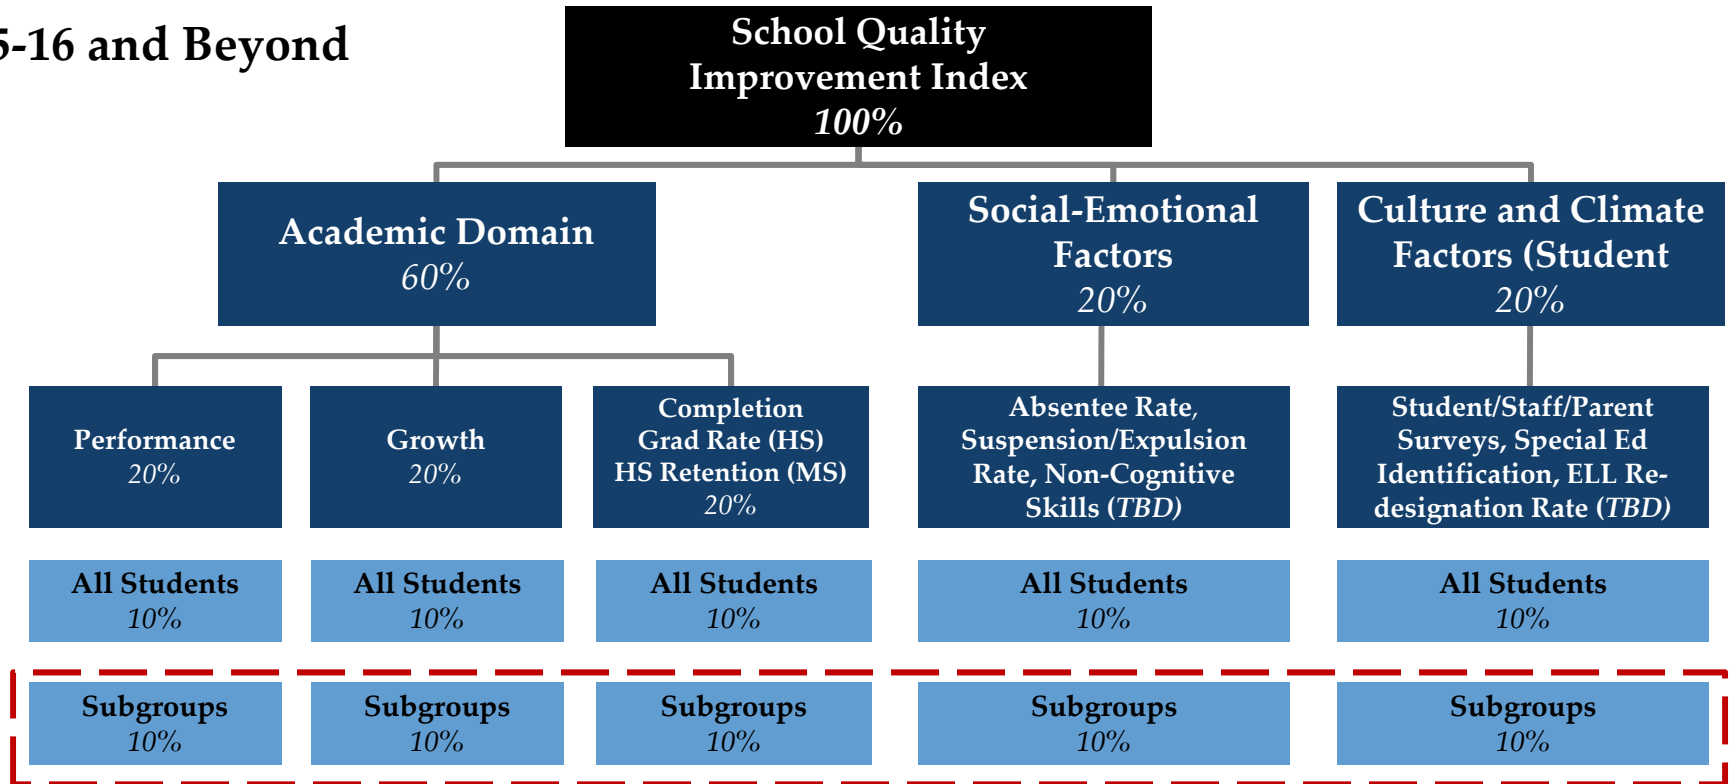 5-16 and Beyond
School Quality
Improvement Index
100%
Academic Domain
60%
Social-Emotional
Factors
20%
Culture and Climate
Factors (Student
20%
Performance
20%
Growth
20%
Completion
Grad Rate (HS)
HS Retention (MS)
20%
Absentee Rate,
Suspension/Expulsion
Rate, Non-Cognitive
Skills (TBD)
Student/Staff/Parent
Surveys, Special Ed
Identification, ELL Re-
designation Rate (TBD)
All Students
10%
All Students
10%
All Students
10%
All Students
10%
All Students
10%
Subgroups
10%
Subgroups
10%
Subgroups
10%
Subgroups
10%
Subgroups
10%